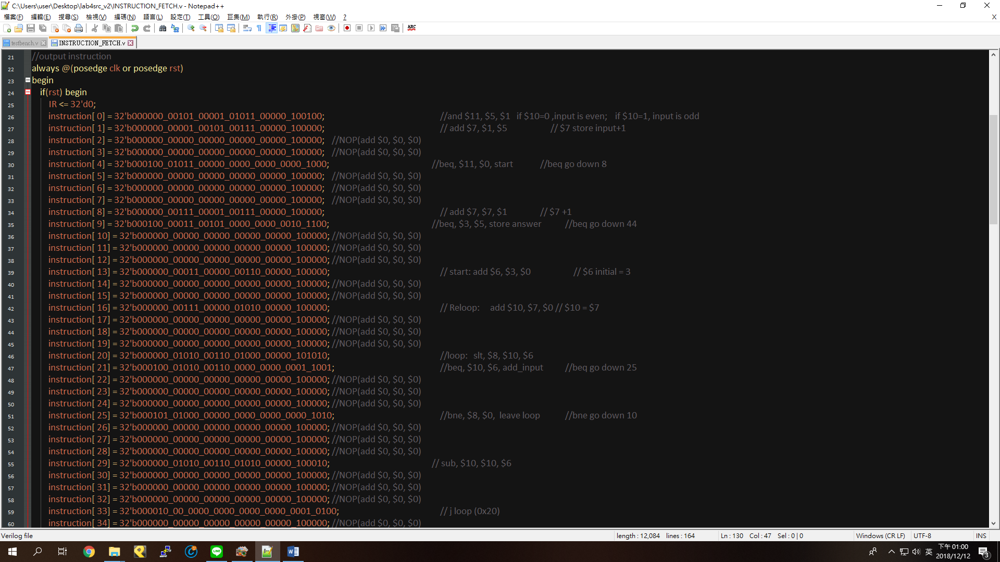 C:\Users\user\Desktop\lab4src_v2\INSTRUCTION_FETCH.v - Notepad++
檔案(F) 編輯(E) 搜尋(S) 檢視(V) 編碼(N) 語言(L) 設定(T) 工具(O) 巨集(M) 執行(R) 外掛(P) 視窗(W) ? X
testbench.v INSTRUCTION_FETCH.v
21 //output instruction
22 always @(posedge clk or posedge rst)
23 begin
24 if(rst) begin
25 IR <= 32'd0;
26 instruction[ 0] = 32'b000000_00101_00001_01011_00000_100100; //and $11, $5, $1 if $10=0 ,input is even; if $10=1, input is odd
27 instruction[ 1] = 32'b000000_00001_00101_00111_00000_100000; // add $7, $1, $5 // $7 store input+1
28 instruction[ 2] = 32'b000000_00000_00000_00000_00000_100000; //NOP(add $0, $0, $0)
29 instruction[ 3] = 32'b000000_00000_00000_00000_00000_100000; //NOP(add $0, $0, $0)
30 instruction[ 4] = 32'b000100_01011_00000_0000_0000_0000_1000; //beq, $11, $0, start //beq go down 8
31 instruction[ 5] = 32'b000000_00000_00000_00000_00000_100000; //NOP(add $0, $0, $0)
32 instruction[ 6] = 32'b000000_00000_00000_00000_00000_100000; //NOP(add $0, $0, $0)
33 instruction[ 7] = 32'b000000_00000_00000_00000_00000_100000; //NOP(add $0, $0, $0)
34 instruction[ 8] = 32'b000000_00111_00001_00111_00000_100000; // add $7, $7, $1 // $7 +1
35 instruction[ 9] = 32'b000100_00011_00101_0000_0000_0010_1100; //beq, $3, $5, store answer //beq go down 44
36 instruction[ 10] = 32'b000000_00000_00000_00000_00000_100000; //NOP(add $0, $0, $0)
37 instruction[ 11] = 32'b000000_00000_00000_00000_00000_100000; //NOP(add $0, $0, $0)
38 instruction[ 12] = 32'b000000_00000_00000_00000_00000_100000; //NOP(add $0, $0, $0)
39 instruction[ 13] = 32'b000000_00011_00000_00110_00000_100000; // start: add $6, $3, $0 // $6 initial = 3
40 instruction[ 14] = 32'b000000_00000_00000_00000_00000_100000; //NOP(add $0, $0, $0)
41 instruction[ 15] = 32'b000000_00000_00000_00000_00000_100000; //NOP(add $0, $0, $0)
42 instruction[ 16] = 32'b000000_00111_00000_01010_00000_100000; // Reloop: add $10, $7, $0 // $10 = $7
43 instruction[ 17] = 32'b000000_00000_00000_00000_00000_100000; //NOP(add $0, $0, $0)
44 instruction[ 18] = 32'b000000_00000_00000_00000_00000_100000; //NOP(add $0, $0, $0)
45 instruction[ 19] = 32'b000000_00000_00000_00000_00000_100000; //NOP(add $0, $0, $0)
46 instruction[ 20] = 32'b000000_01010_00110_01000_00000_101010; //loop: slt, $8, $10, $6
47 instruction[ 21] = 32'b000100_01010_00110_0000_0000_0001_1001; //beq, $10, $6, add_input //beq go down 25
48 instruction[ 22] = 32'b000000_00000_00000_00000_00000_100000; //NOP(add $0, $0, $0)
49 instruction[ 23] = 32'b000000_00000_00000_00000_00000_100000; //NOP(add $0, $0, $0)
50 instruction[ 24] = 32'b000000_00000_00000_00000_00000_100000; //NOP(add $0, $0, $0)
51 instruction[ 25] = 32'b000101_01000_00000_0000_0000_0000_1010; //bne, $8, $0, leave loop //bne go down 10
52 instruction[ 26] = 32'b000000_00000_00000_00000_00000_100000; //NOP(add $0, $0, $0)
53 instruction[ 27] = 32'b000000_00000_00000_00000_00000_100000; //NOP(add $0, $0, $0)
54 instruction[ 28] = 32'b000000_00000_00000_00000_00000_100000; //NOP(add $0, $0, $0)
55 instruction[ 29] = 32'b000000_01010_00110_01010_00000_100010; // sub, $10, $10, $6
56 instruction[ 30] = 32'b000000_00000_00000_00000_00000_100000; //NOP(add $0, $0, $0)
57 instruction[ 31] = 32'b000000_00000_00000_00000_00000_100000; //NOP(add $0, $0, $0)
58 instruction[ 32] = 32'b000000_00000_00000_00000_00000_100000; //NOP(add $0, $0, $0)
59 instruction[ 33] = 32'b000010_00_0000_0000_0000_0000_0001_0100; // j loop (0x20)
60 instruction[ 34] = 32'b000000_00000_00000_00000_00000_100000; //NOP(add $0, $0, $0)
Verilog file length : 12,084 lines : 164 Ln : 130 Col : 47 Sel : 0 | 0 Windows (CR LF) UTF-8 INS
英 下午 01:00
2018/12/12 3